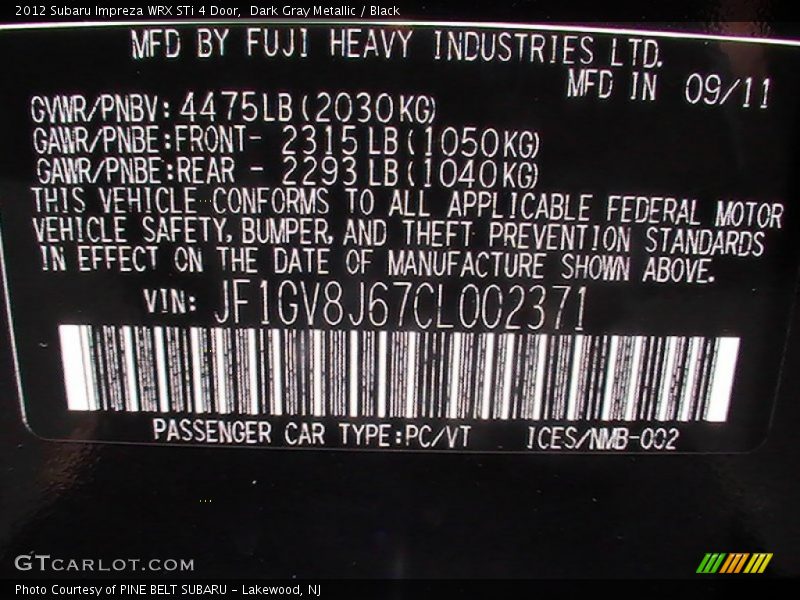 2012 Subaru Impreza WRX STi 4 Door,  Dark Gray Metallic / Black
MFD BY FUJI HEAVY INDUSTRIES LTD.
MFD IN 09/11
GVWR/PNBV: 4475LB(2030KG)
GAWR/PNBE:FRONT- 2315LB(1050KG)
GAWR/PNBE:REAR - 2293LB(1040KG)
THIS VEHICLE CONFORMS TO ALL APPLICABLE FEDERAL MOTOR
VEHICLE SAFETY, BUMPER, AND THEFT PREVENTION STANDARDS
IN EFFECT ON THE DATE OF MANUFACTURE SHOWN ABOVE.
VIN: JF1GV8J67CL002371
PASSENGER CAR TYPE:PC/VT ICES/NMB-002
GTCARLOT.COM
Photo Courtesy of PINE BELT SUBARU - Lakewood, NJ